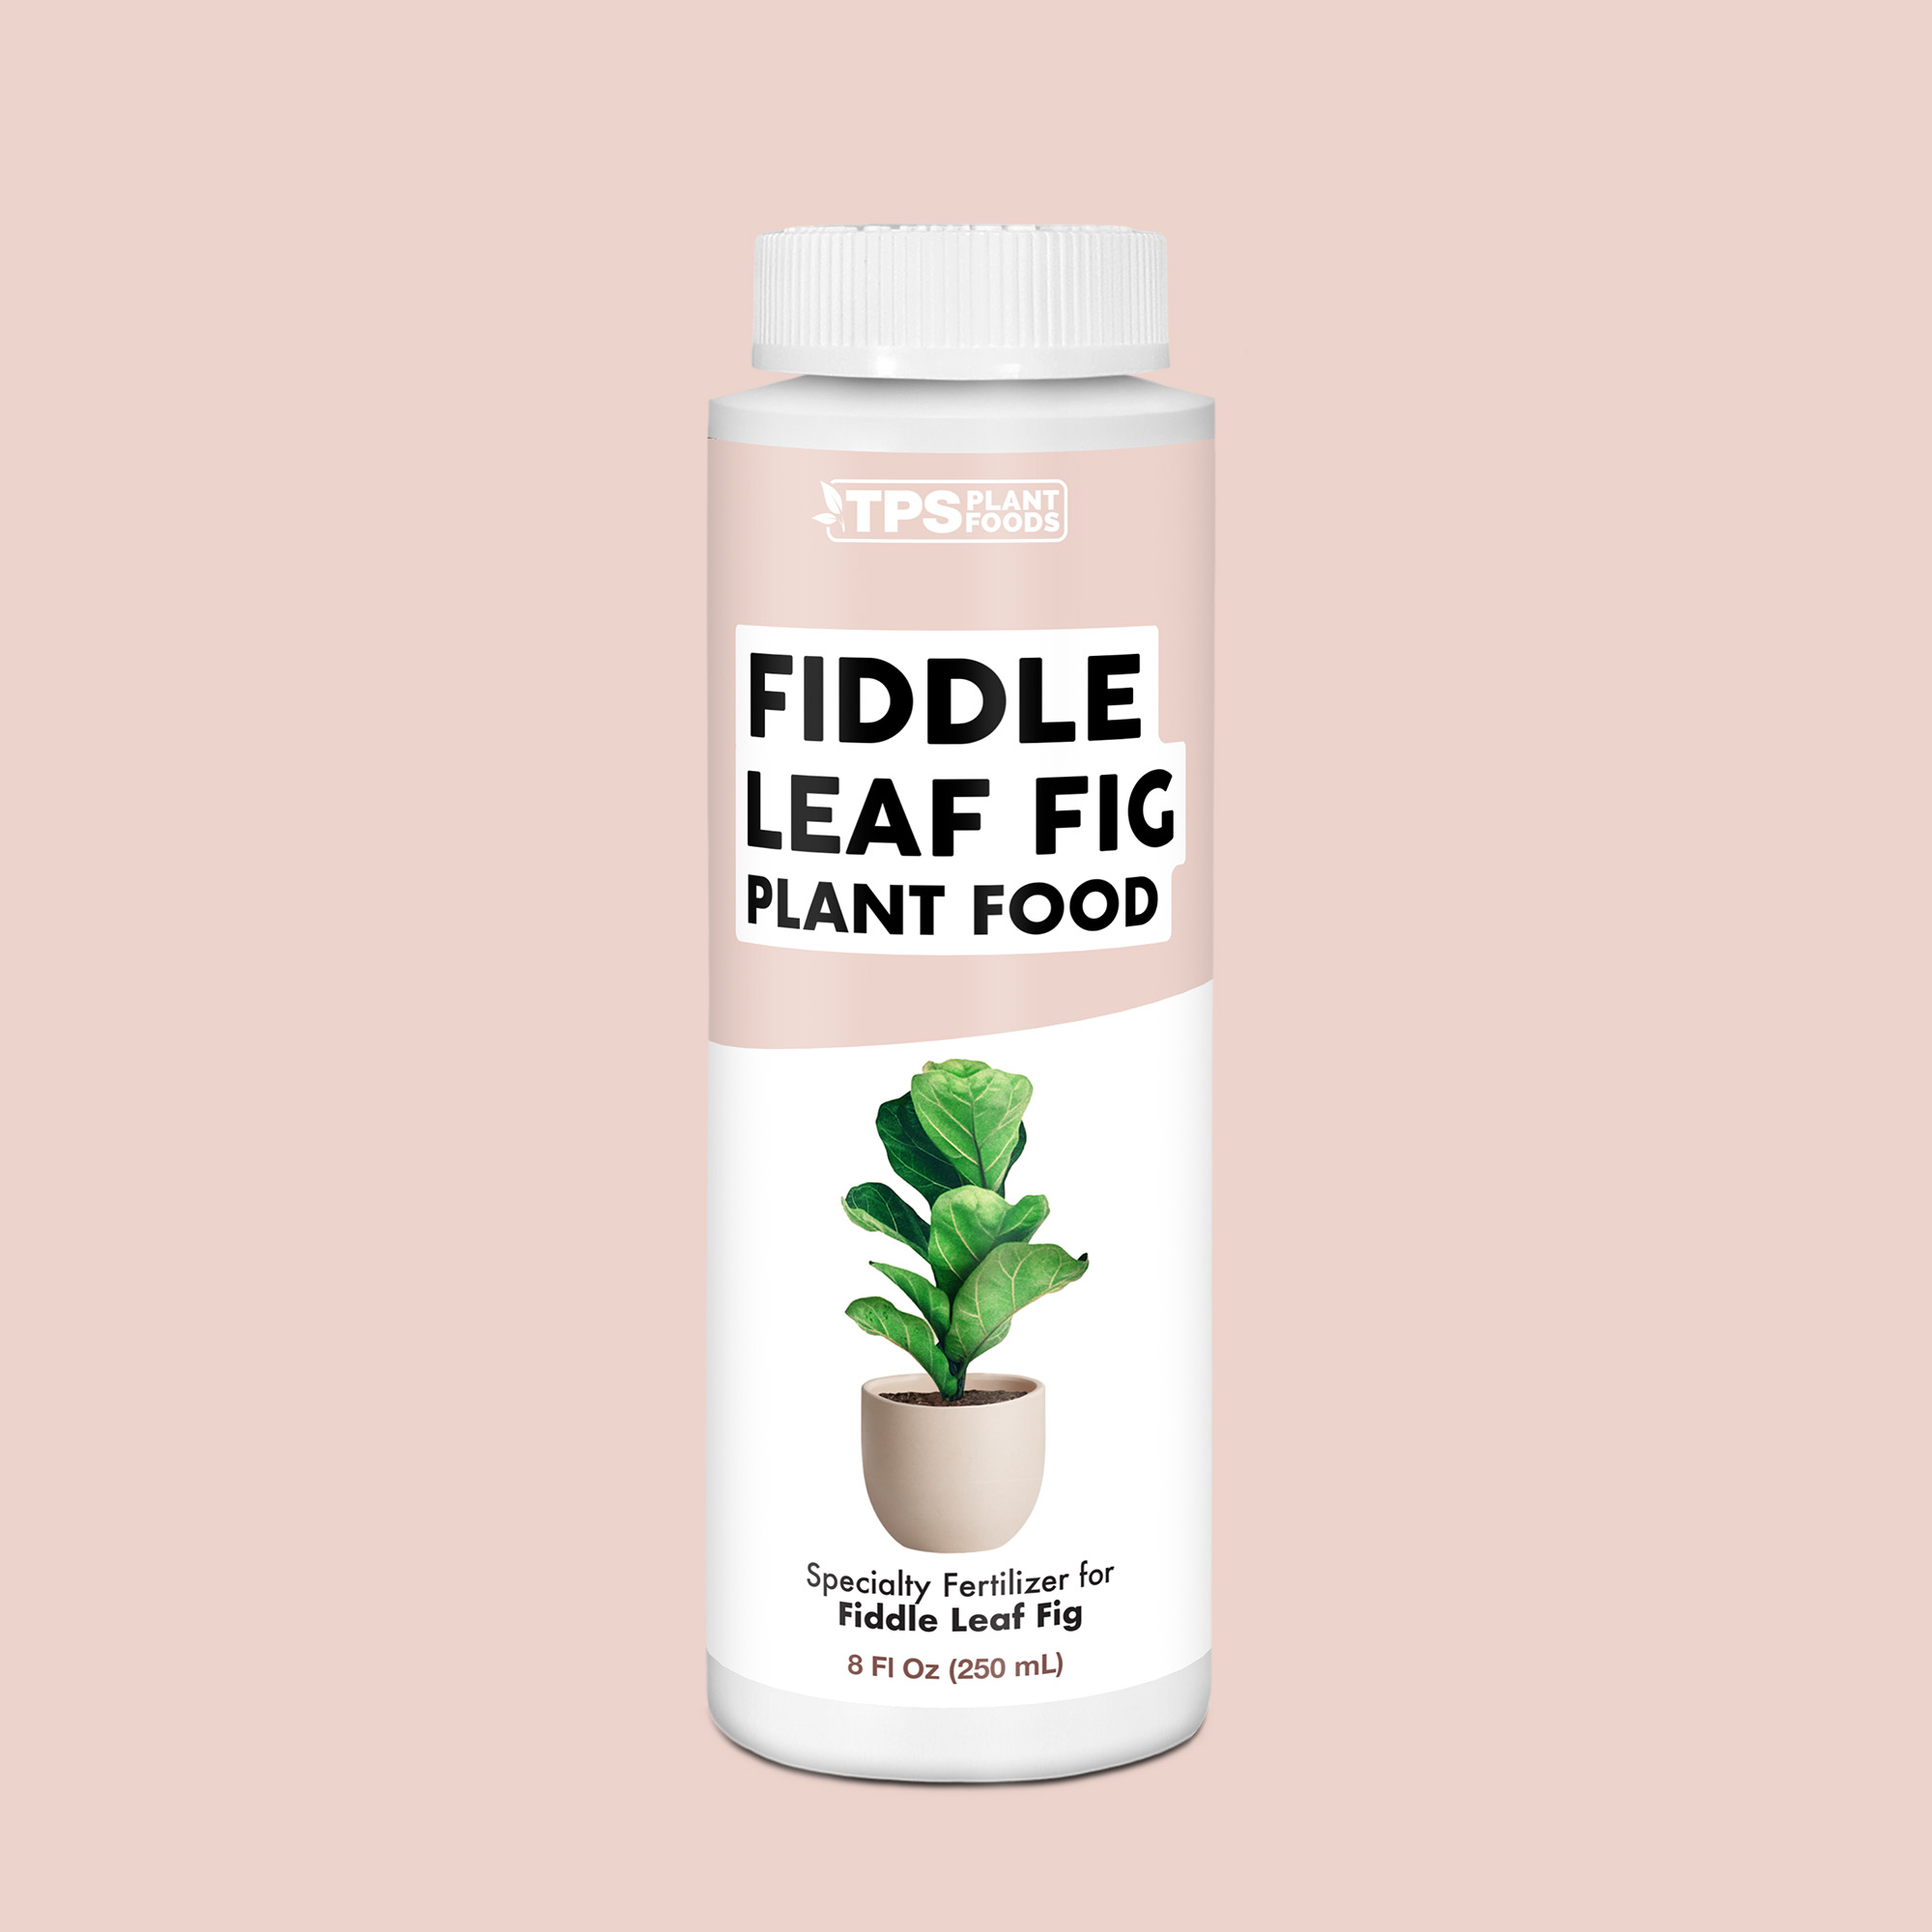 TPS PLANT FOODS
FIDDLE
LEAF FIG
PLANT FOOD
Specialty Fertilizer for
Fiddle Leaf Fig
8 Fl Oz (250 mL)